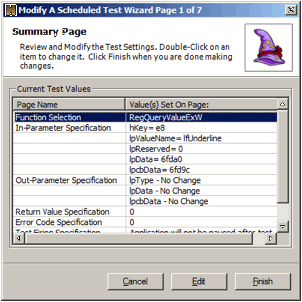 Modify A Scheduled Test Wizard Page 1 of 7
Summary Page
Review and Modify the Test Settings. Double-Click on an
item to change it. Click Finish when you are done making
changes.
Current Test Values
Page Name Value(s) Set On Page:
Function Selection RegQueryValueExW
In-Parameter Specification hKey= e8
lpValueName= lfUnderline
lpReserved= 0
lpData= 6fda0
lpcbData= 6fd9c
Out-Parameter Specification lpType - No Change
lpData - No Change
lpcbData - No Change
Return Value Specification 0
Error Code Specification 0
Test Firing Specification Application will not be paused after test
Cancel Edit Finish